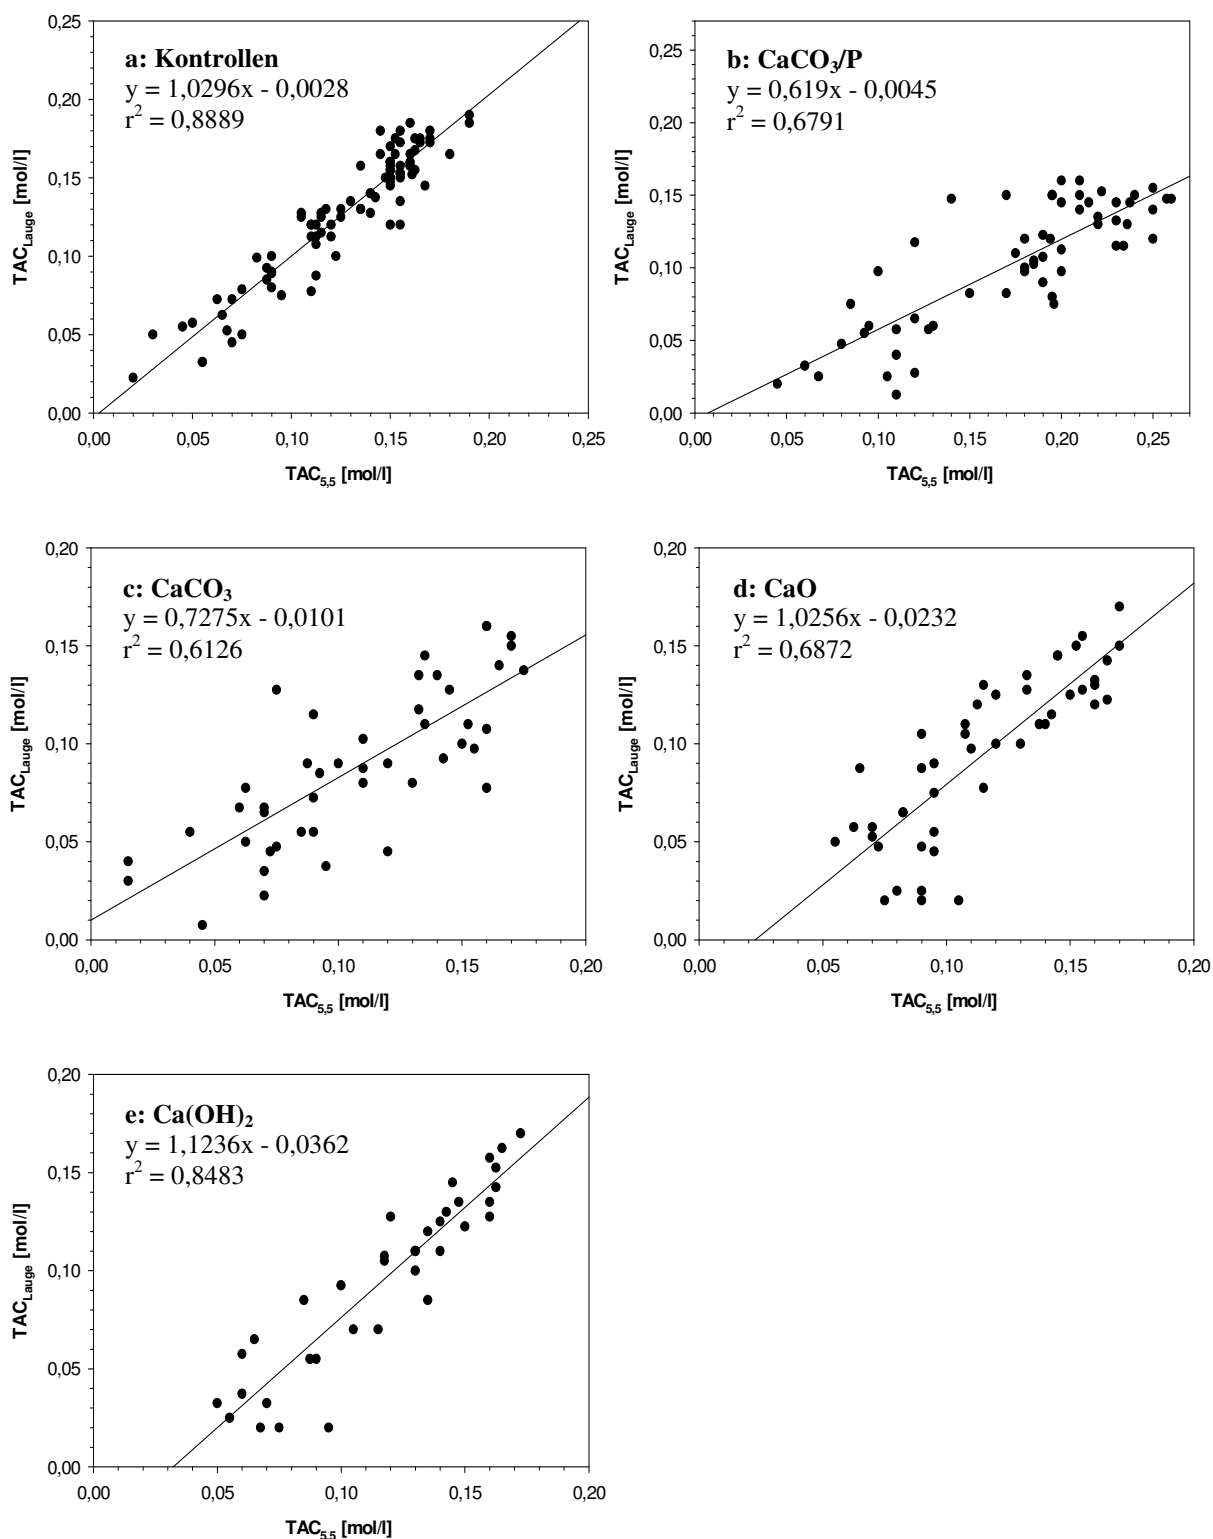 a: Kontrollen
y = 1,0296x - 0,0028
r² = 0,8889
TAC_Lauge [mol/l]
0,25
0,20
0,15
0,10
0,05
0,00
0,00 0,05 0,10 0,15 0,20 0,25
TAC_5,5 [mol/l]
b: CaCO₃/P
y = 0,619x - 0,0045
r² = 0,6791
TAC_Lauge [mol/l]
0,25
0,20
0,15
0,10
0,05
0,00
0,00 0,05 0,10 0,15 0,20 0,25
TAC_5,5 [mol/l]
c: CaCO₃
y = 0,7275x - 0,0101
r² = 0,6126
TAC_Lauge [mol/l]
0,20
0,15
0,10
0,05
0,00
0,00 0,05 0,10 0,15 0,20
TAC_5,5 [mol/l]
d: CaO
y = 1,0256x - 0,0232
r² = 0,6872
TAC_Lauge [mol/l]
0,20
0,15
0,10
0,05
0,00
0,00 0,05 0,10 0,15 0,20
TAC_5,5 [mol/l]
e: Ca(OH)₂
y = 1,1236x - 0,0362
r² = 0,8483
TAC_Lauge [mol/l]
0,20
0,15
0,10
0,05
0,00
0,00 0,05 0,10 0,15 0,20
TAC_5,5 [mol/l]